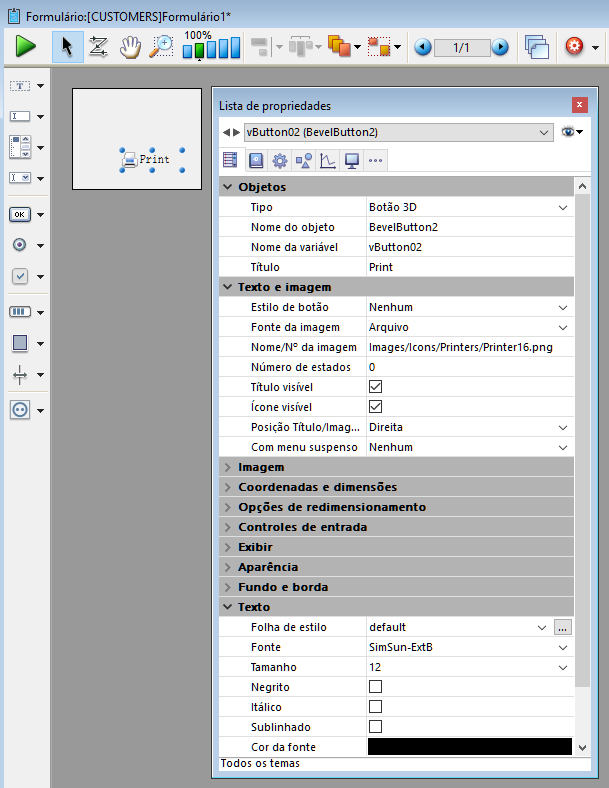 Formulário:[CUSTOMERS]Formulário1*
100%
1/1
T
I
I
OK
Print
Lista de propriedades
x
vButton02 (BevelButton2)
Objetos
Tipo Botão 3D
Nome do objeto BevelButton2
Nome da variável vButton02
Título Print
Texto e imagem
Estilo de botão Nenhum
Fonte da imagem Arquivo
Nome/Nº da imagem Images/Icons/Printers/Printer16.png
Número de estados 0
Título visível
Ícone visível
Posição Título/Imag... Direita
Com menu suspenso Nenhum
Imagem
Coordenadas e dimensões
Opções de redimensionamento
Controles de entrada
Exibir
Aparência
Fundo e borda
Texto
Folha de estilo default ...
Fonte SimSun-ExtB
Tamanho 12
Negrito
Itálico
Sublinhado
Cor da fonte
Todos os temas